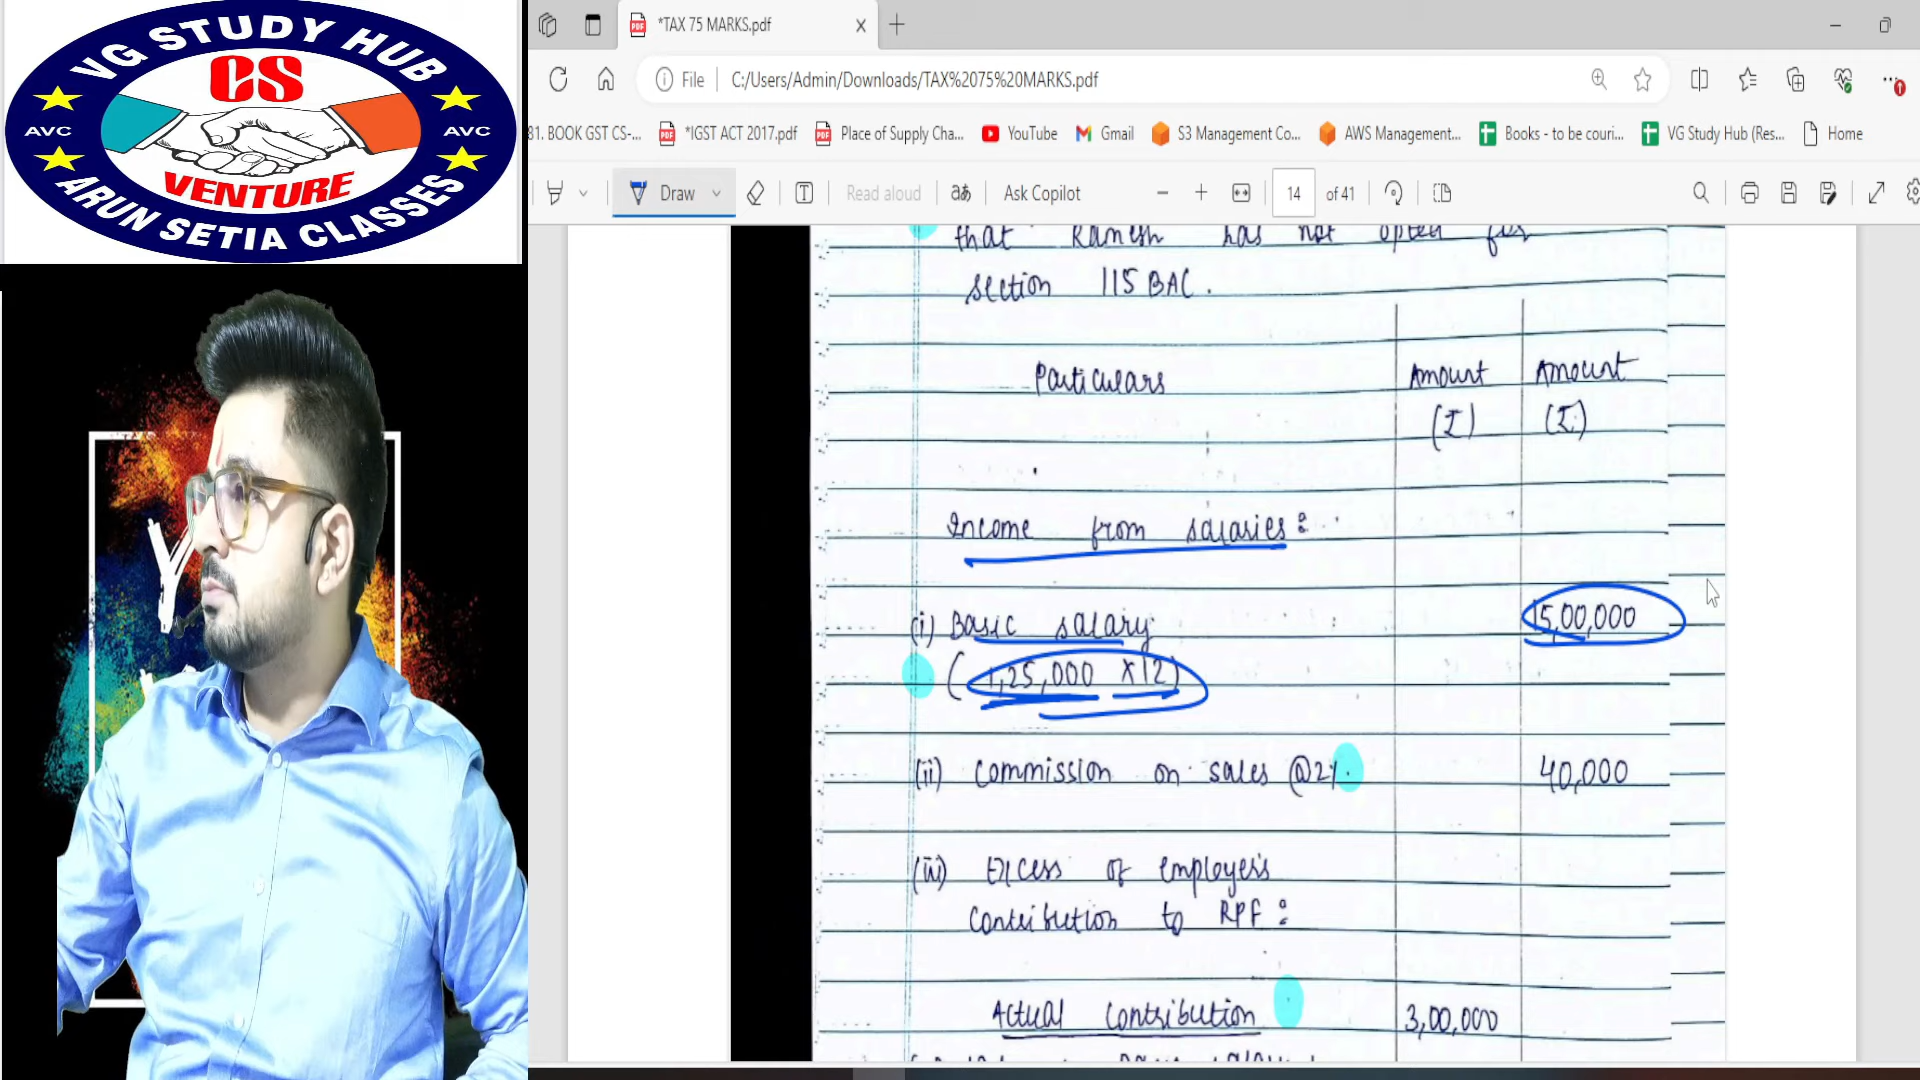 VG STUDY HUB
CS
AVC
AVC
VENTURE
ARUN SETIA CLASSES
*TAX 75 MARKS.pdf
File
C:/Users/Admin/Downloads/TAX%2075%20MARKS.pdf
81. BOOK GST CS-...
*IGST ACT 2017.pdf
Place of Supply Cha...
YouTube
Gmail
S3 Management Co...
AWS Management...
Books - to be couri...
VG Study Hub (Res...
Home
Draw
Read aloud
Ask Copilot
14 of 41
that Ramesh has not opted for
section 115BAC.
Particulars
Amount (₹)
Amount (₹)
Income from salaries:
(i) Basic salary
15,00,000
(1,25,000 ×12)
(ii) Commission on sales @2%.
40,000
(iii) Excess of employer's
contribution to RPF:
Actual Contribution
3,00,000